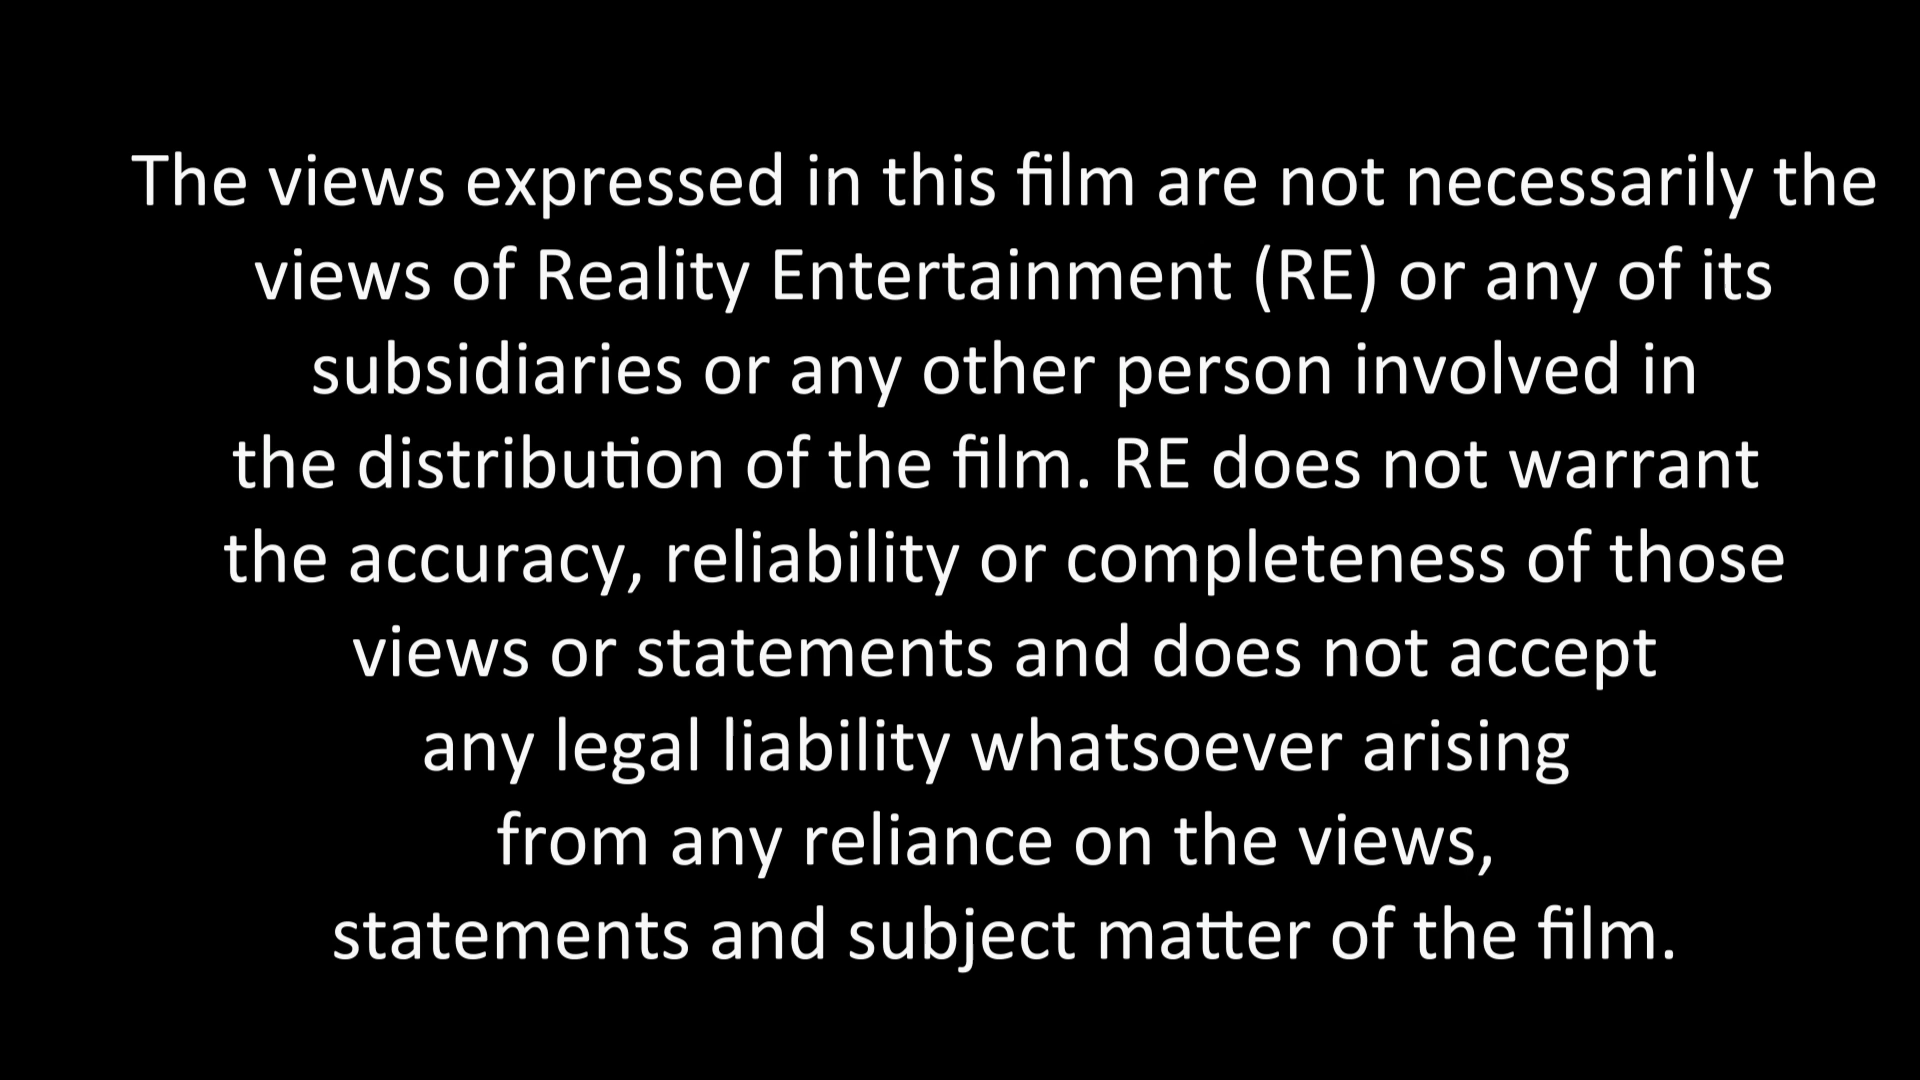 The views expressed in this film are not necessarily the
views of Reality Entertainment (RE) or any of its
subsidiaries or any other person involved in
the distribution of the film. RE does not warrant
the accuracy, reliability or completeness of those
views or statements and does not accept
any legal liability whatsoever arising
from any reliance on the views,
statements and subject matter of the film.